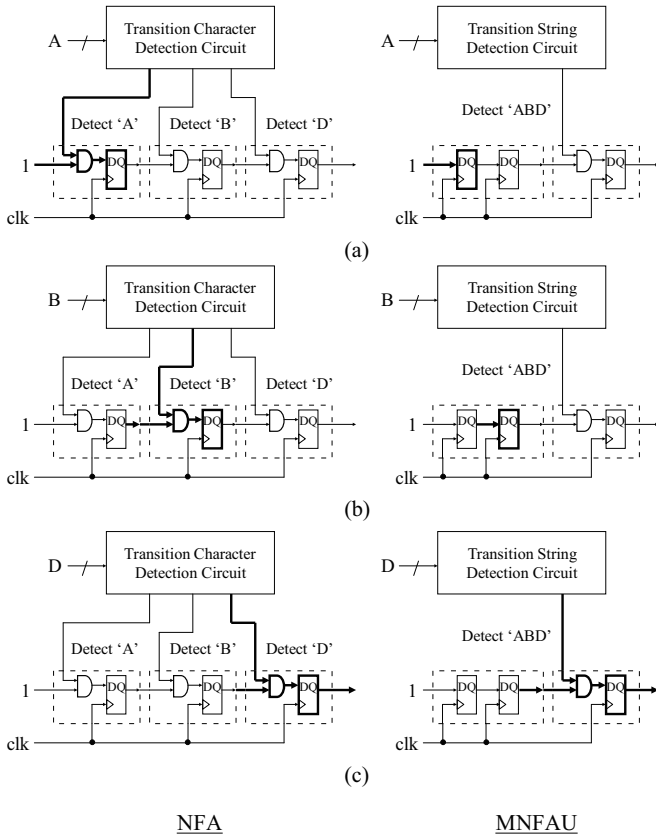 A
Transition Character
Detection Circuit
Detect ‘A’
Detect ‘B’
Detect ‘D’
1
DQ
DQ
DQ
clk
A
Transition String
Detection Circuit
Detect ‘ABD’
1
DQ
DQ
DQ
clk
(a)
B
Transition Character
Detection Circuit
Detect ‘A’
Detect ‘B’
Detect ‘D’
1
DQ
DQ
DQ
clk
B
Transition String
Detection Circuit
Detect ‘ABD’
1
DQ
DQ
DQ
clk
(b)
D
Transition Character
Detection Circuit
Detect ‘A’
Detect ‘B’
Detect ‘D’
1
DQ
DQ
DQ
clk
D
Transition String
Detection Circuit
Detect ‘ABD’
1
DQ
DQ
DQ
clk
(c)
NFA
MNFAU